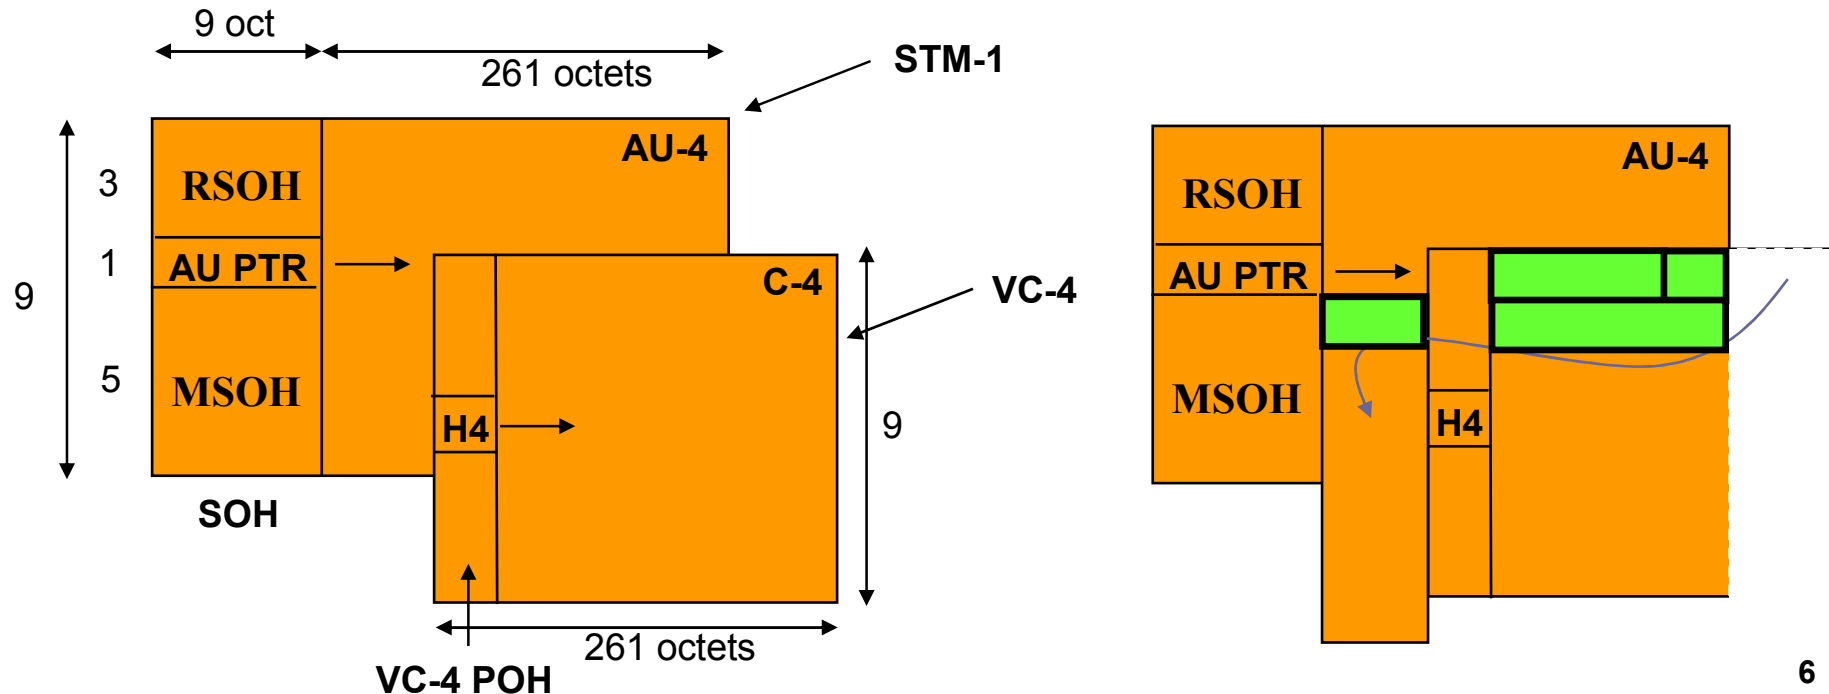 9 oct
261 octets
STM-1
AU-4
3
RSOH
1
AU PTR
9
C-4
VC-4
5
MSOH
H4
9
SOH
261 octets
VC-4 POH
AU-4
RSOH
AU PTR
MSOH
H4
6